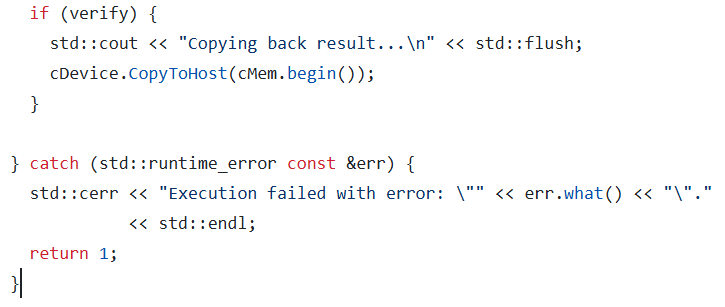 if (verify) {
    std::cout << "Copying back result...\n" << std::flush;
    cDevice.CopyToHost(cMem.begin());
  }
} catch (std::runtime_error const &err) {
  std::cerr << "Execution failed with error: \"" << err.what() << "\"."
            << std::endl;
  return 1;
}